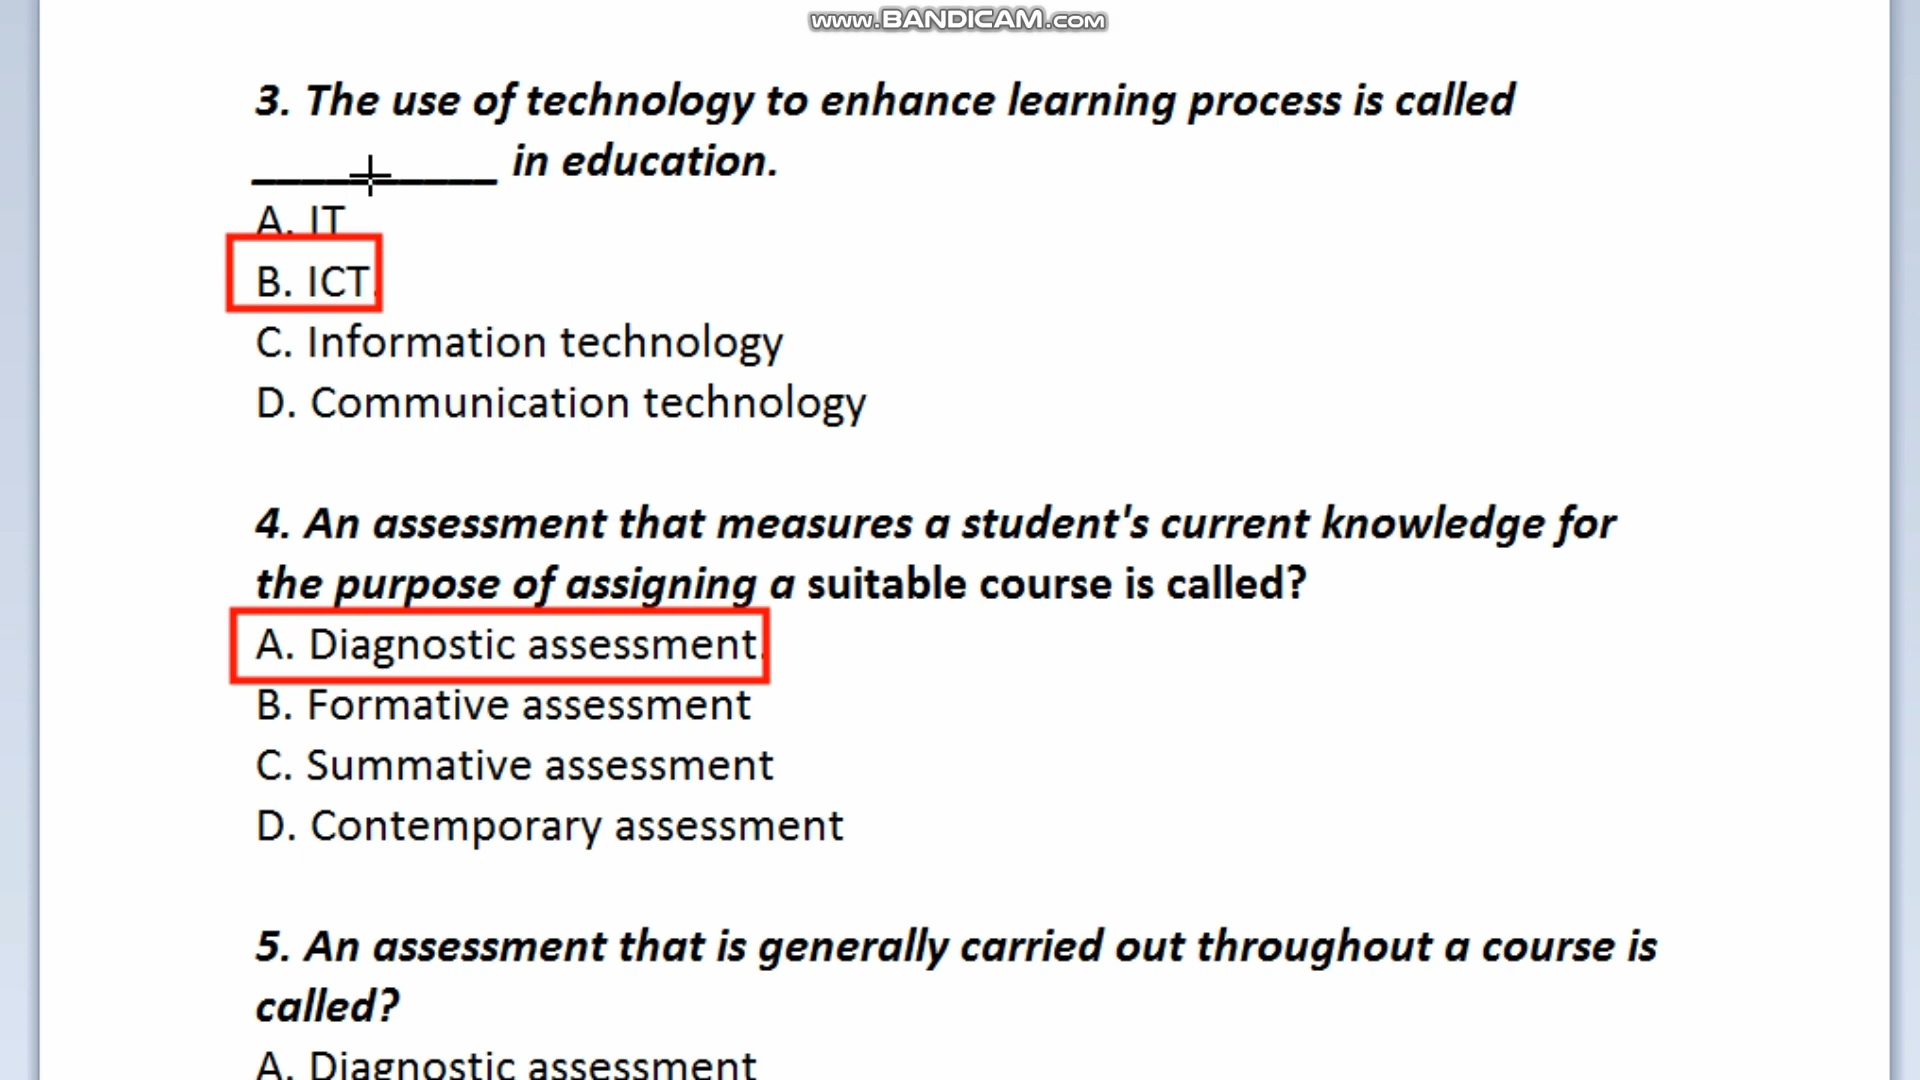 www.BANDICAM.com
3. The use of technology to enhance learning process is called
__________ in education.
A. IT
B. ICT.
C. Information technology
D. Communication technology
4. An assessment that measures a student's current knowledge for
the purpose of assigning a suitable course is called?
A. Diagnostic assessment.
B. Formative assessment
C. Summative assessment
D. Contemporary assessment
5. An assessment that is generally carried out throughout a course is
called?
A. Diagnostic assessment